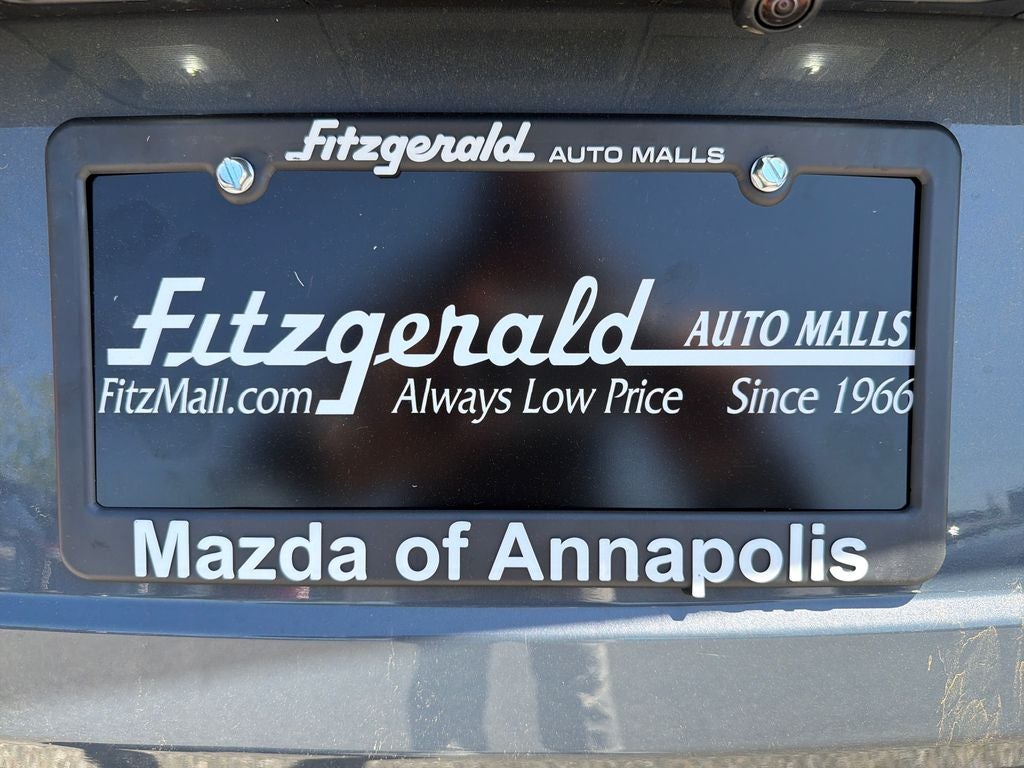 Fitzgerald AUTO MALLS
Fitzgerald AUTO MALLS
FitzMall.com Always Low Price Since 1966
Mazda of Annapolis